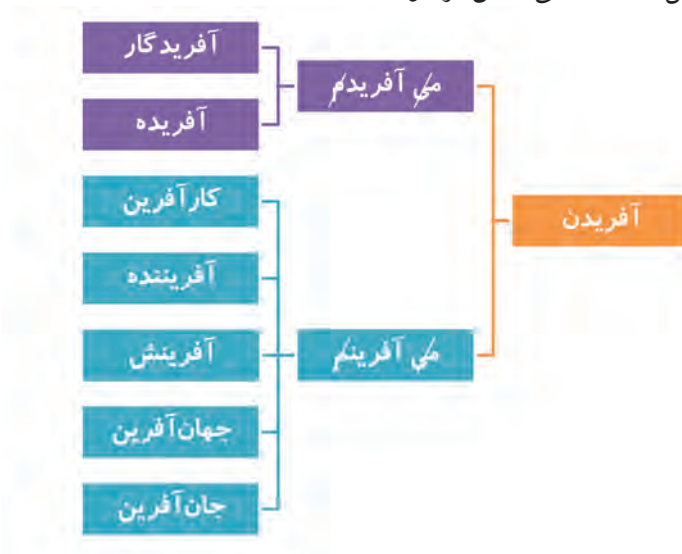 آفریدن
می آفریدم
آفریدگار
آفریده
می آفرینم
کارآفرین
آفریننده
آفرینش
جهان‌آفرین
جان‌آفرین